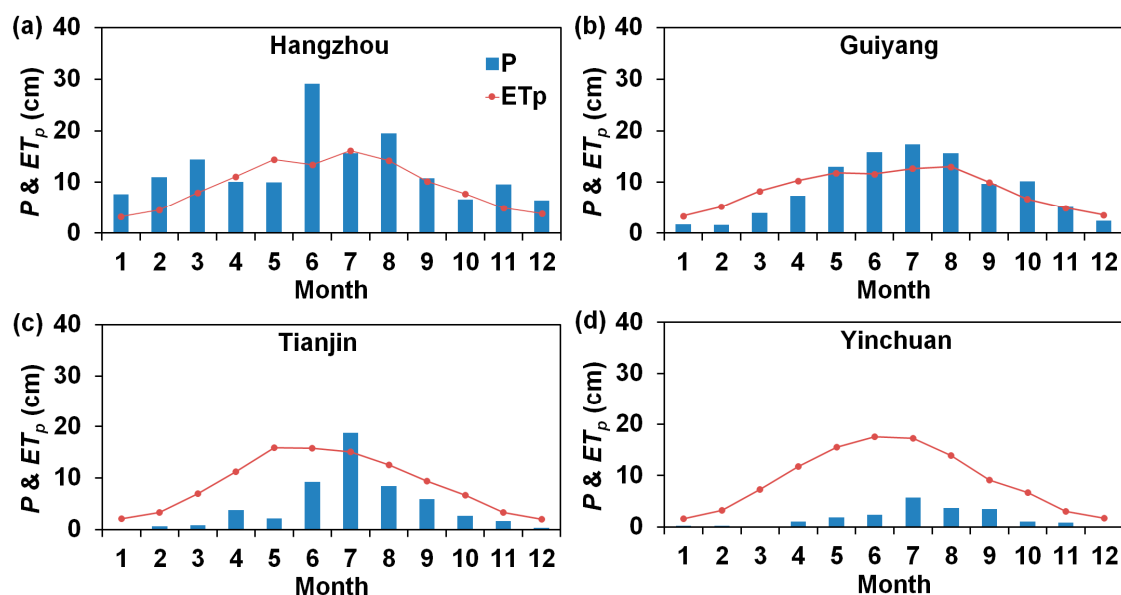 (a)
Hangzhou
P
ETp
P & ETp (cm)
40
30
20
10
0
1 2 3 4 5 6 7 8 9 10 11 12
Month
(b)
Guiyang
P & ETp (cm)
40
30
20
10
0
1 2 3 4 5 6 7 8 9 10 11 12
Month
(c)
Tianjin
P & ETp (cm)
40
30
20
10
0
1 2 3 4 5 6 7 8 9 10 11 12
Month
(d)
Yinchuan
P & ETp (cm)
40
30
20
10
0
1 2 3 4 5 6 7 8 9 10 11 12
Month